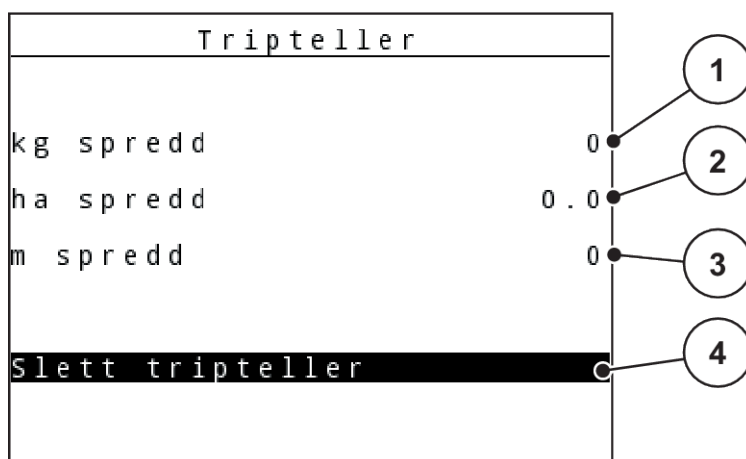 Tripteller
kg spredd 0 1
ha spredd 0.0 2
m spredd 0 3
Slett tripteller 4